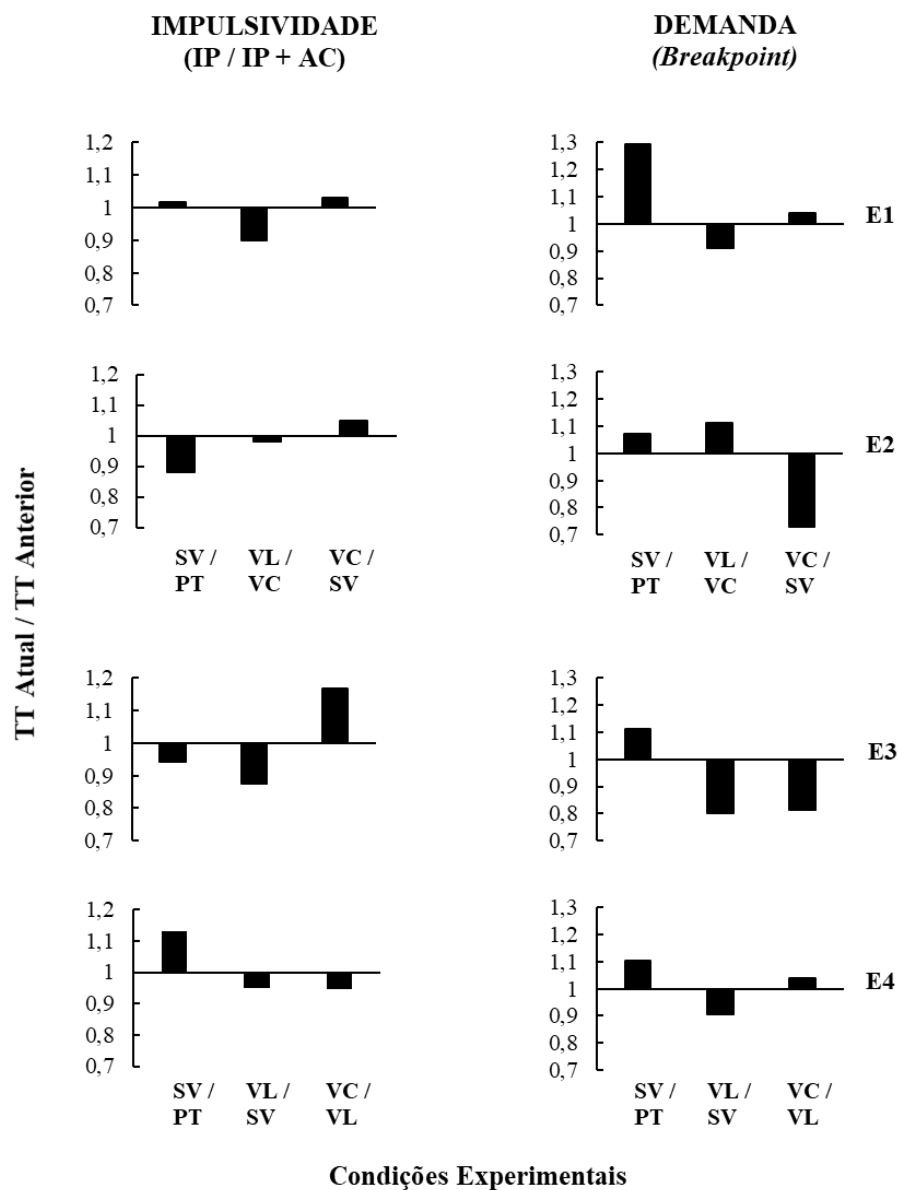 IMPULSIVIDADE
(IP / IP + AC)
DEMANDA
(Breakpoint)
1,2
1,1
1
0,9
0,8
0,7
1,3
1,2
1,1
1
0,9
0,8
0,7
E1
1,2
1,1
1
0,9
0,8
0,7
SV / PT
VL / VC
VC / SV
1,3
1,2
1,1
1
0,9
0,8
0,7
E2
SV / PT
VL / VC
VC / SV
TT Atual / TT Anterior
1,2
1,1
1
0,9
0,8
0,7
1,3
1,2
1,1
1
0,9
0,8
0,7
E3
1,2
1,1
1
0,9
0,8
0,7
SV / PT
VL / SV
VC / VL
1,3
1,2
1,1
1
0,9
0,8
0,7
E4
SV / PT
VL / SV
VC / VL
Condições Experimentais